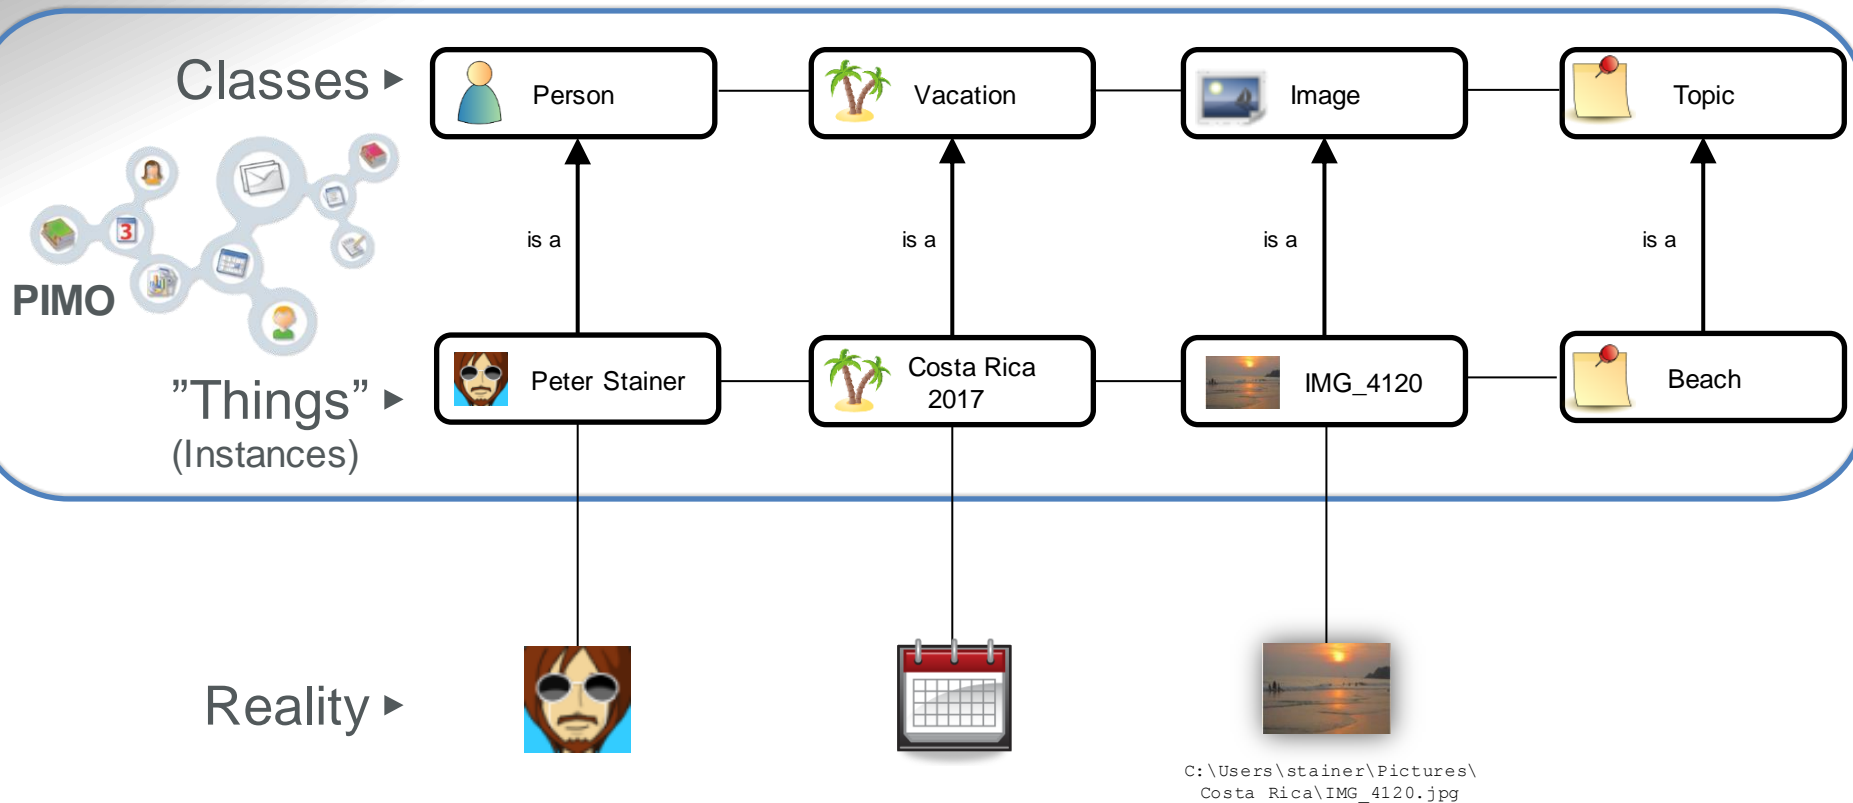 Classes
Person
Vacation
Image
Topic
3
is a
is a
is a
is a
PIMO
"Things"
(Instances)
Peter Stainer
Costa Rica
2017
IMG_4120
Beach
Reality
C:\Users\stainer\Pictures\
Costa Rica\IMG_4120.jpg